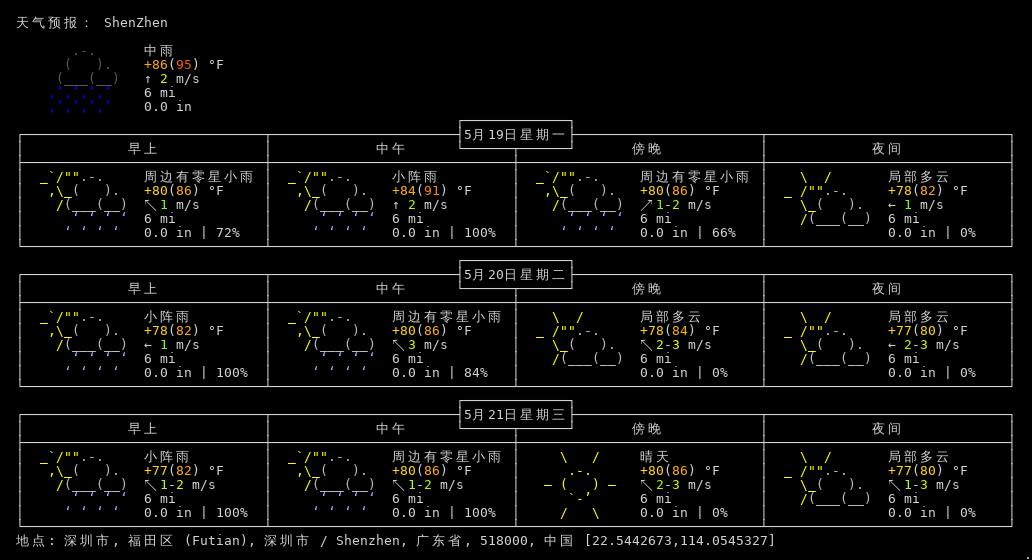 天气预报： ShenZhen
中雨
+86(95) °F
↑ 2 m/s
6 mi
0.0 in
5月19日星期一
早上 中午 傍晚 夜间
周边有零星小雨 小阵雨 周边有零星小雨 局部多云
+80(86) °F +84(91) °F +80(86) °F +78(82) °F
↖ 1 m/s ↑ 2 m/s ↗ 1-2 m/s ← 1 m/s
6 mi 6 mi 6 mi 6 mi
0.0 in | 72% 0.0 in | 100% 0.0 in | 66% 0.0 in | 0%
5月20日星期二
早上 中午 傍晚 夜间
小阵雨 周边有零星小雨 局部多云 局部多云
+78(82) °F +80(86) °F +78(84) °F +77(80) °F
← 1 m/s ↖ 3 m/s ↖ 2-3 m/s ← 2-3 m/s
6 mi 6 mi 6 mi 6 mi
0.0 in | 100% 0.0 in | 84% 0.0 in | 0% 0.0 in | 0%
5月21日星期三
早上 中午 傍晚 夜间
小阵雨 周边有零星小雨 晴天 局部多云
+77(82) °F +80(86) °F +80(86) °F +77(80) °F
↖ 1-2 m/s ↖ 1-2 m/s ↖ 2-3 m/s ↖ 1-3 m/s
6 mi 6 mi 6 mi 6 mi
0.0 in | 100% 0.0 in | 100% 0.0 in | 0% 0.0 in | 0%
地点: 深圳市, 福田区 (Futian), 深圳市 / Shenzhen, 广东省, 518000, 中国 [22.5442673,114.0545327]